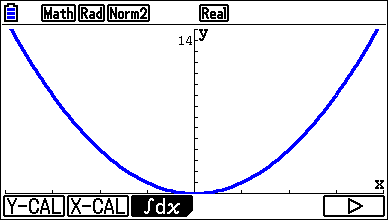 Math Rad Norm2 Real
y
14
x
Y-CAL X-CAL ∫dx